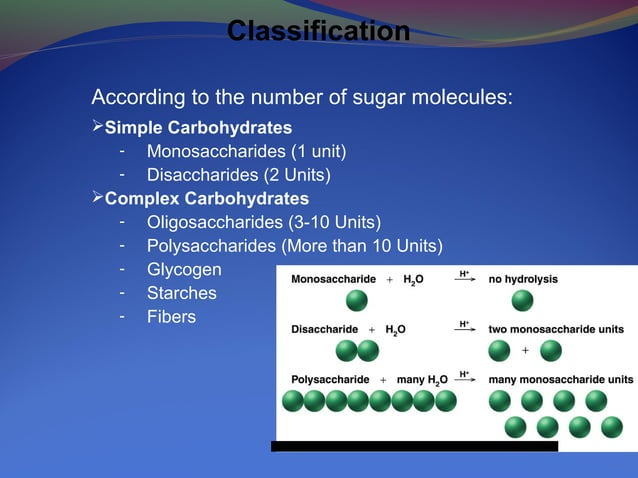 Classification
According to the number of sugar molecules:
➢Simple Carbohydrates
- Monosaccharides (1 unit)
- Disaccharides (2 Units)
➢Complex Carbohydrates
- Oligosaccharides (3-10 Units)
- Polysaccharides (More than 10 Units)
- Glycogen
- Starches
- Fibers
Monosaccharide + H₂O H⁺ → no hydrolysis
Disaccharide + H₂O H⁺ → two monosaccharide units
+
Polysaccharide + many H₂O H⁺ → many monosaccharide units